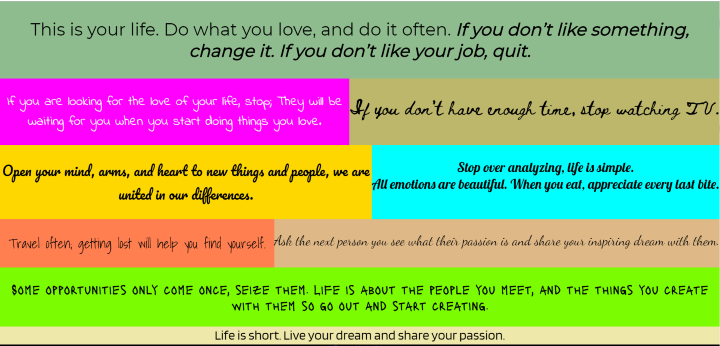 This is your life. Do what you love, and do it often. If you don't like something,
change it. If you don't like your job, quit.
If you are looking for the love of your life, stop; They will be
waiting for you when you start doing things you love.
If you don't have enough time, stop watching TV.
Open your mind, arms, and heart to new things and people, we are
united in our differences.
Stop over analyzing, life is simple.
All emotions are beautiful. When you eat, appreciate every last bite.
Travel often; getting lost will help you find yourself.
Ask the next person you see what their passion is and share your inspiring dream with them.
SOME OPPORTUNITIES ONLY COME ONCE, SEIZE THEM. LIFE IS ABOUT THE PEOPLE YOU MEET, AND THE THINGS YOU CREATE
WITH THEM SO GO OUT AND START CREATING.
Life is short. Live your dream and share your passion.